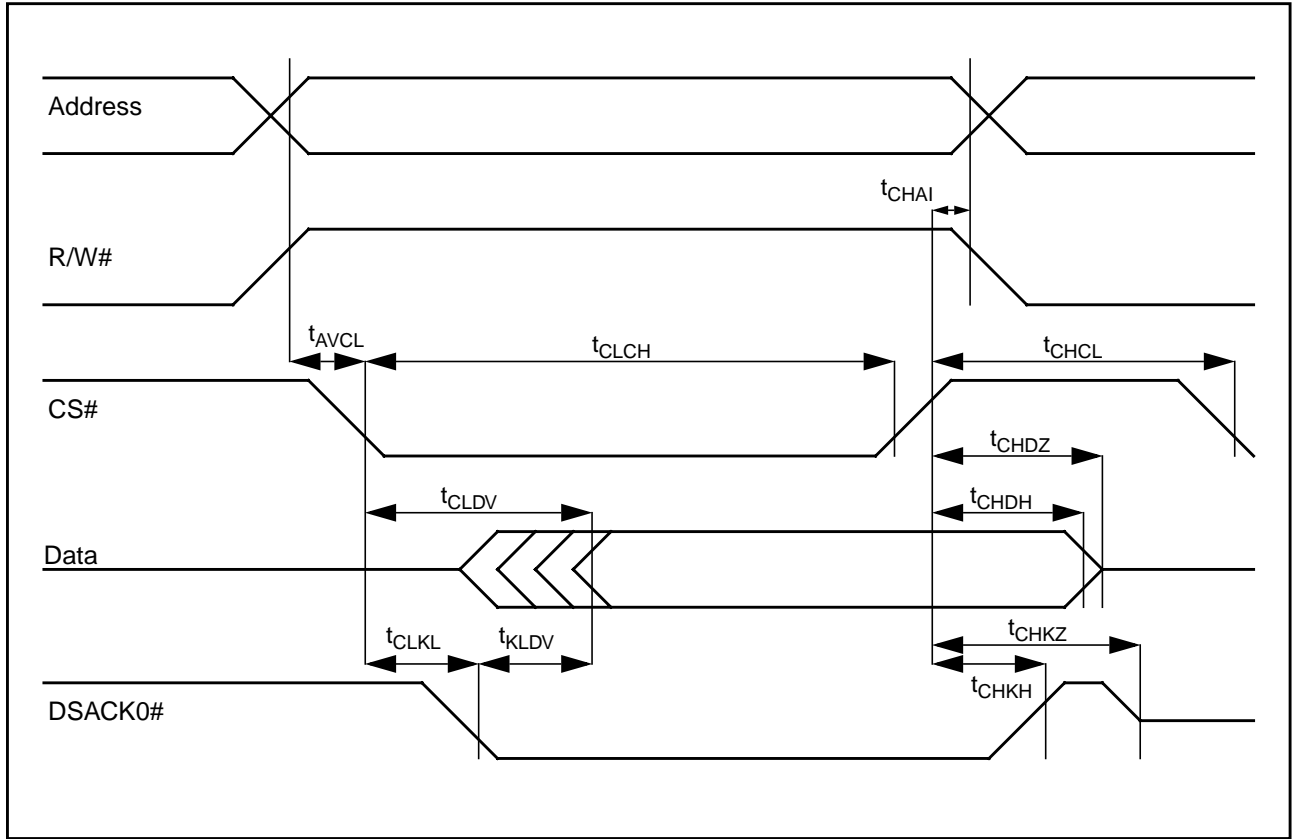 Address
tCHAI
R/W#
tAVCL
tCLCH
tCHCL
CS#
tCHDZ
tCLDV
tCHDH
Data
tCLKL
tKLDV
tCHKZ
tCHKH
DSACK0#